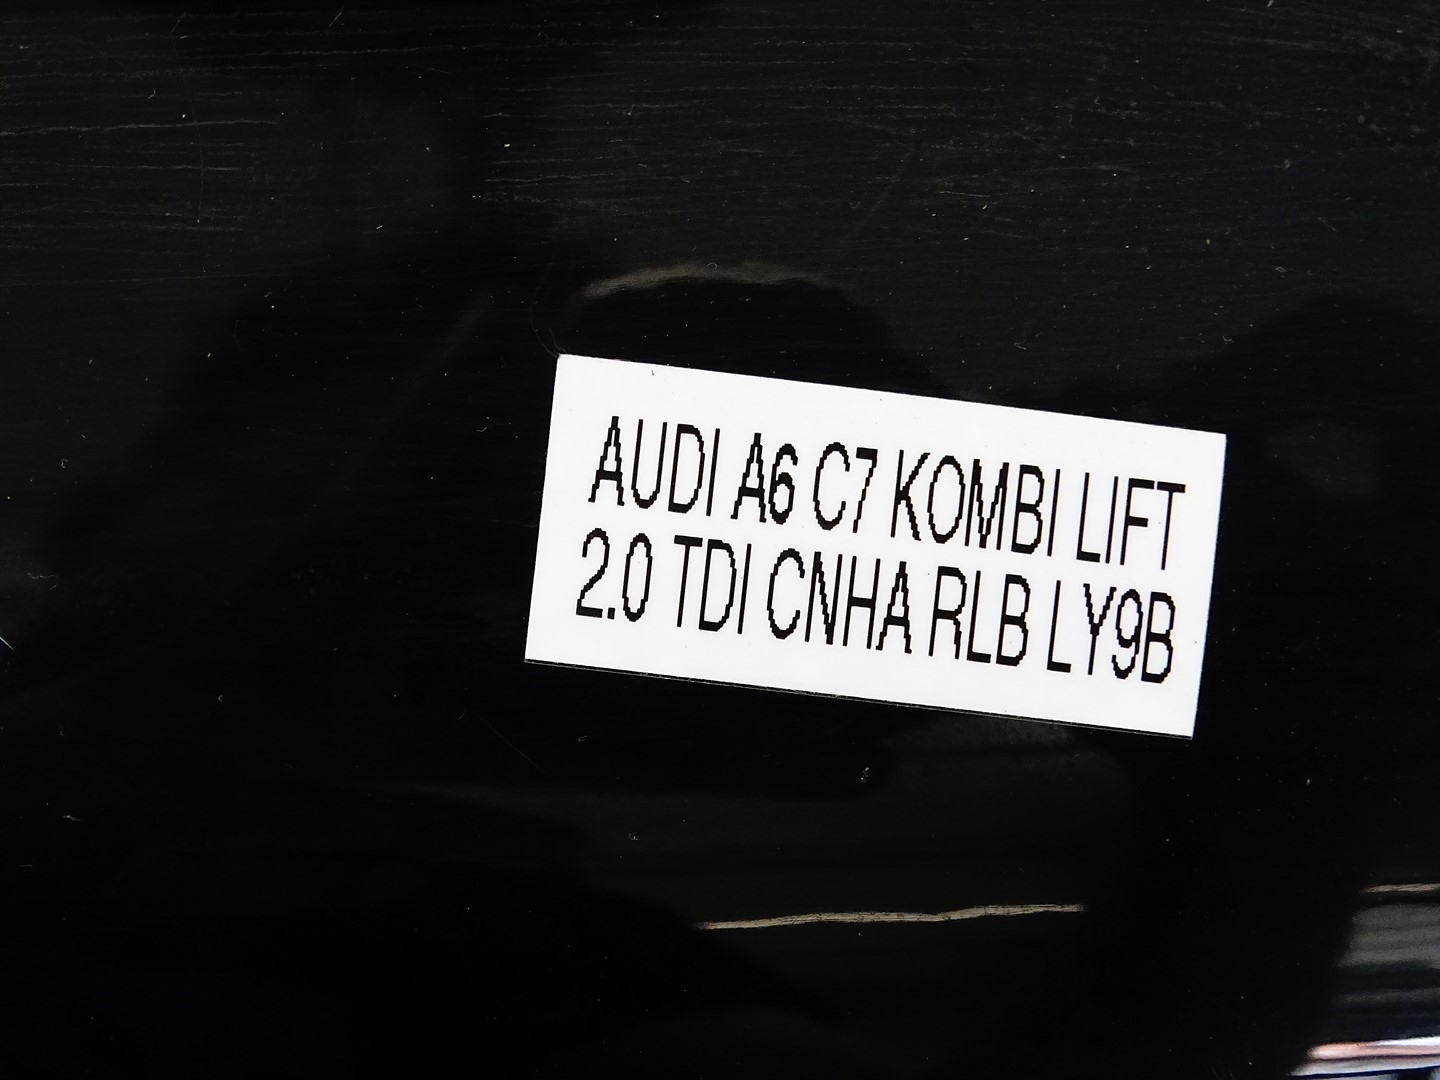 AUDI A6 C7 KOMBI LIFT
2.0 TDI CNHA RLB LY9B